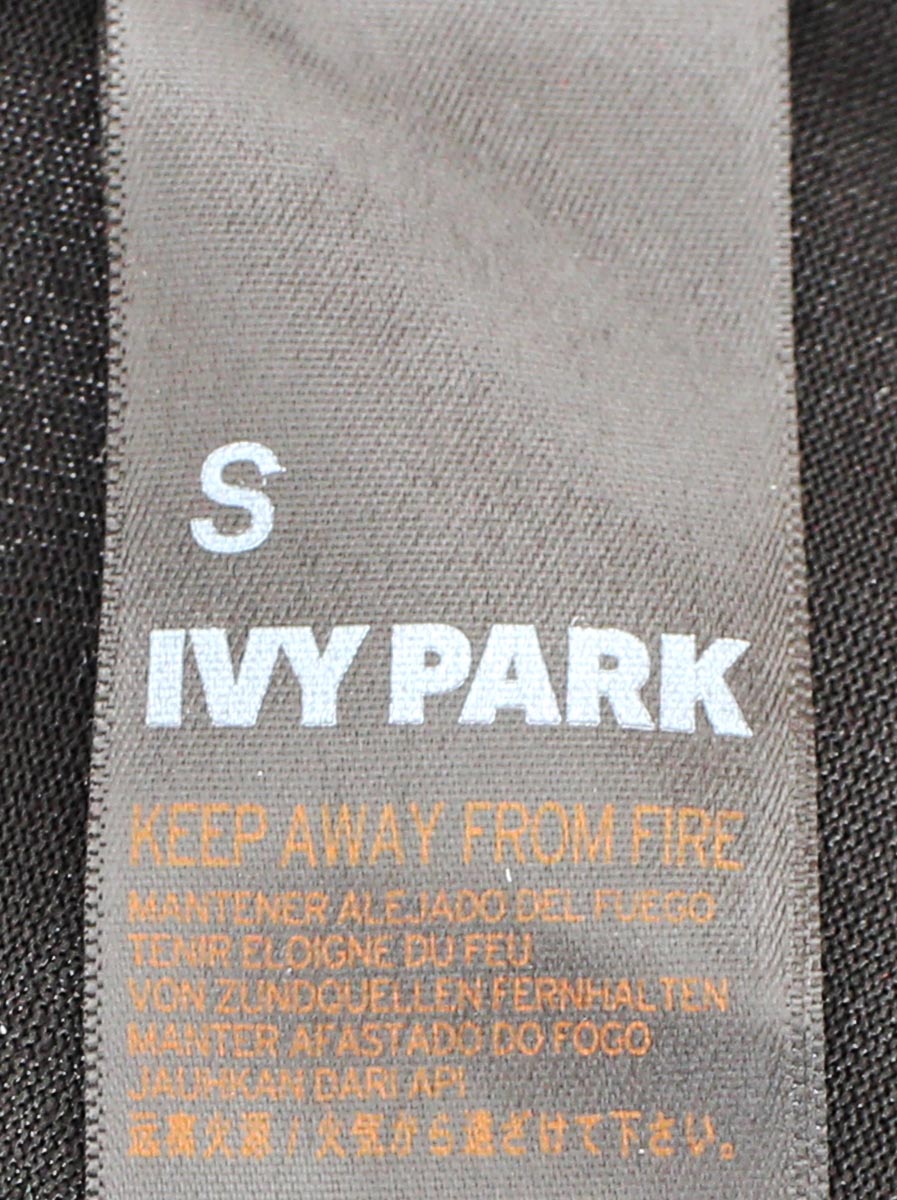 S
IVY PARK
KEEP AWAY FROM FIRE
MANTENER ALEJADO DEL FUEGO
TENIR ELOIGNE DU FEU
VON ZUNDQUELLEN FERNHALTEN
MANTER AFASTADO DO FOGO
JAUHKAN DARI API
远离火源 / 火气から遠ざけて下さい。